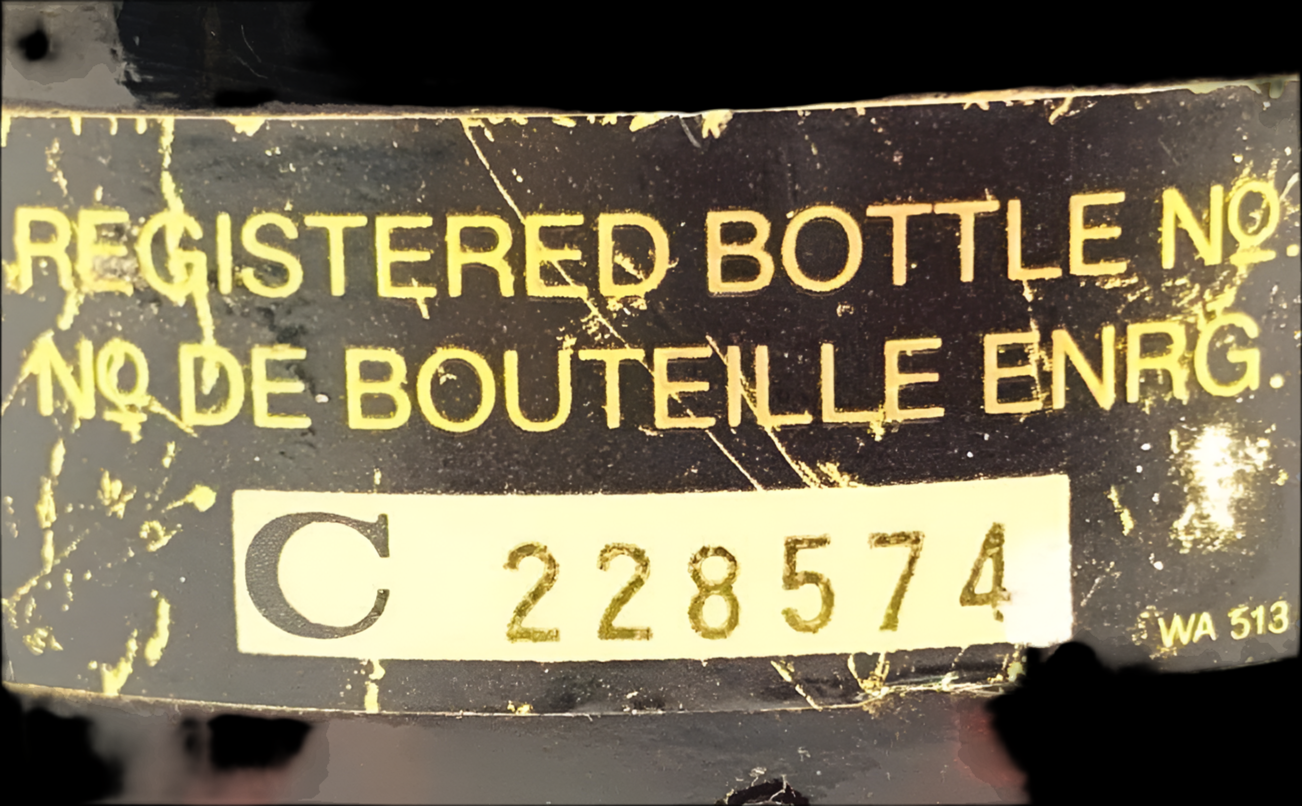 REGISTERED BOTTLE Nº.
Nº DE BOUTEILLE ENRG.
C 228574
WA 513